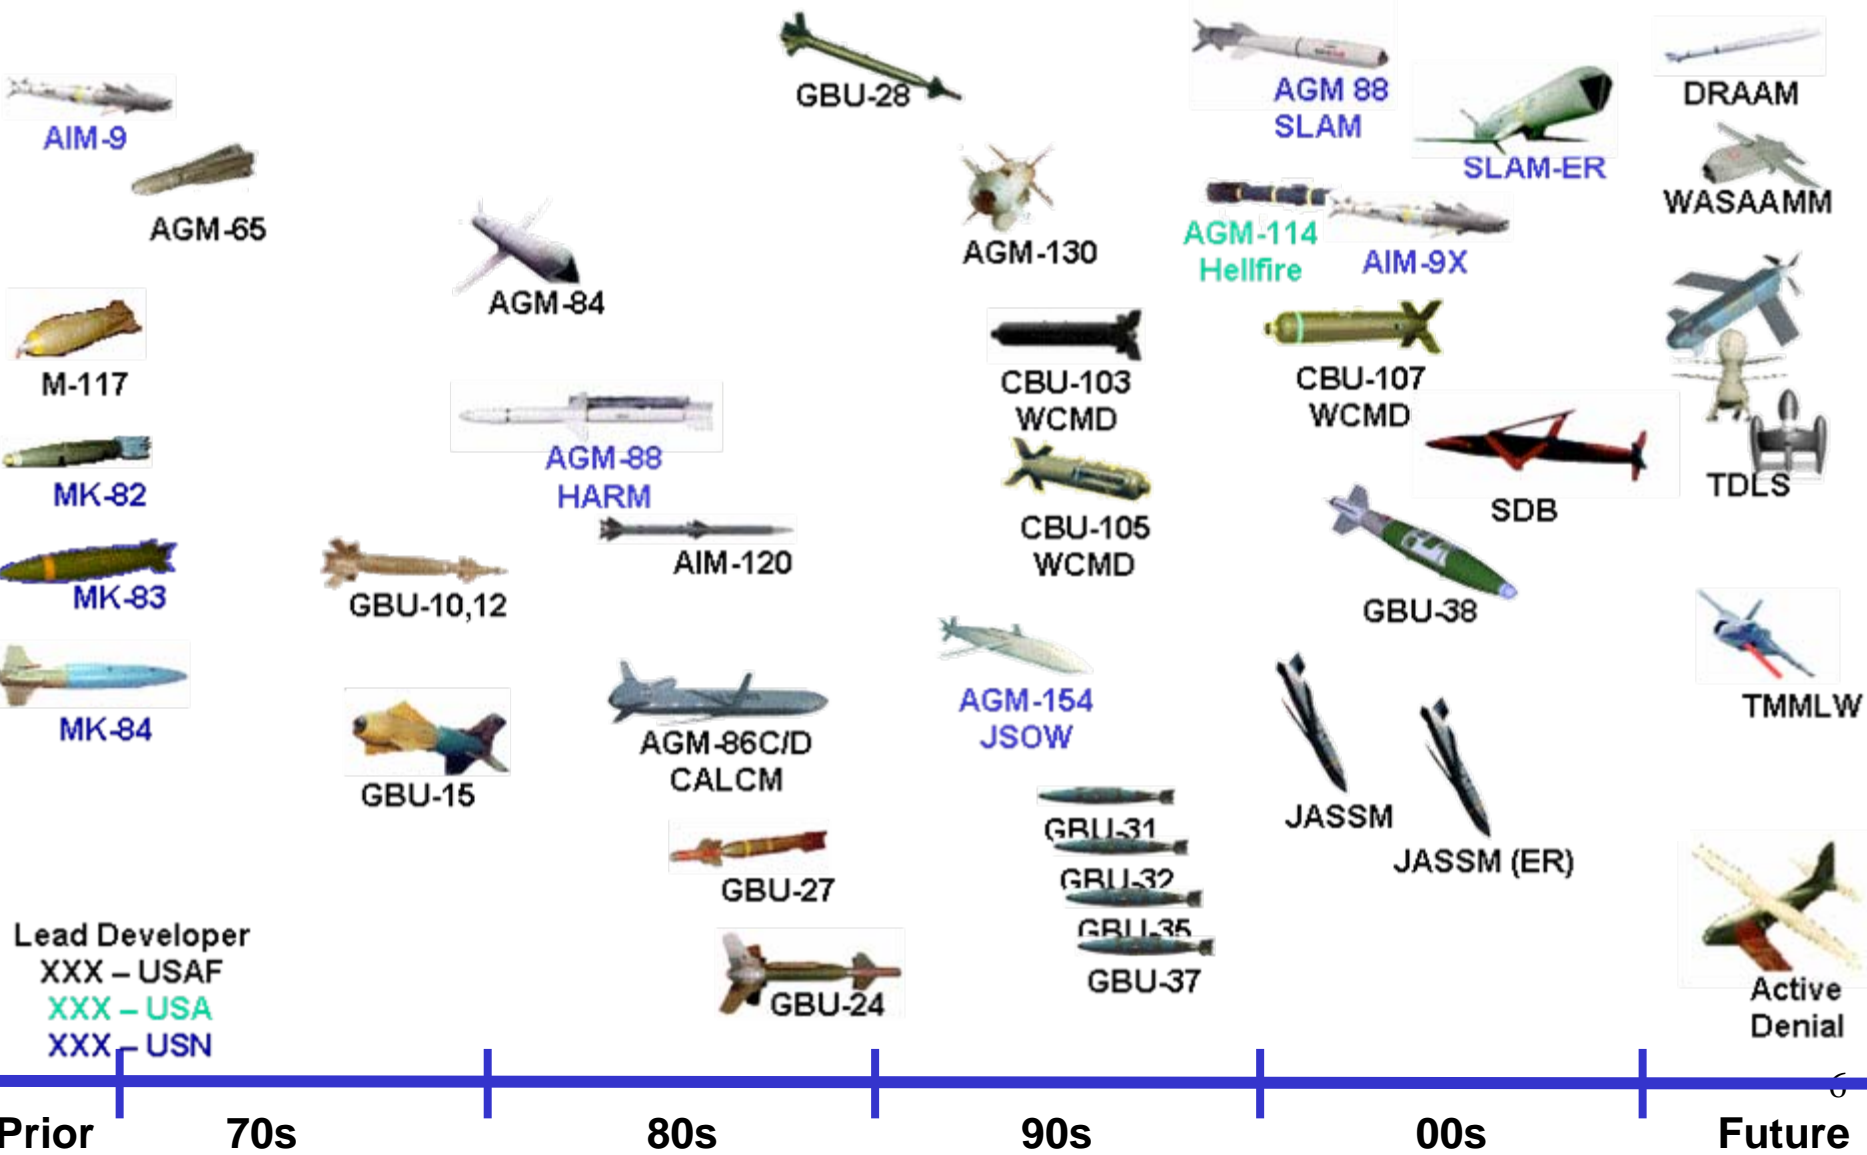 AIM-9
AGM-65
M-117
MK-82
MK-83
MK-84
GBU-10,12
GBU-15
AGM-84
AGM-88
HARM
AIM-120
AGM-86C/D
CALCM
GBU-27
GBU-24
GBU-28
AGM-130
CBU-103
WCMD
CBU-105
WCMD
AGM-154
JSOW
GBU-31
GBU-32
GBU-35
GBU-37
AGM 88
SLAM
SLAM-ER
AGM-114
Hellfire
AIM-9X
CBU-107
WCMD
SDB
GBU-38
JASSM
JASSM (ER)
DRAAM
WASAAMM
TDLS
TMMLW
Active
Denial
Lead Developer
XXX – USAF
XXX – USA
XXX – USN
6
Prior
70s
80s
90s
00s
Future